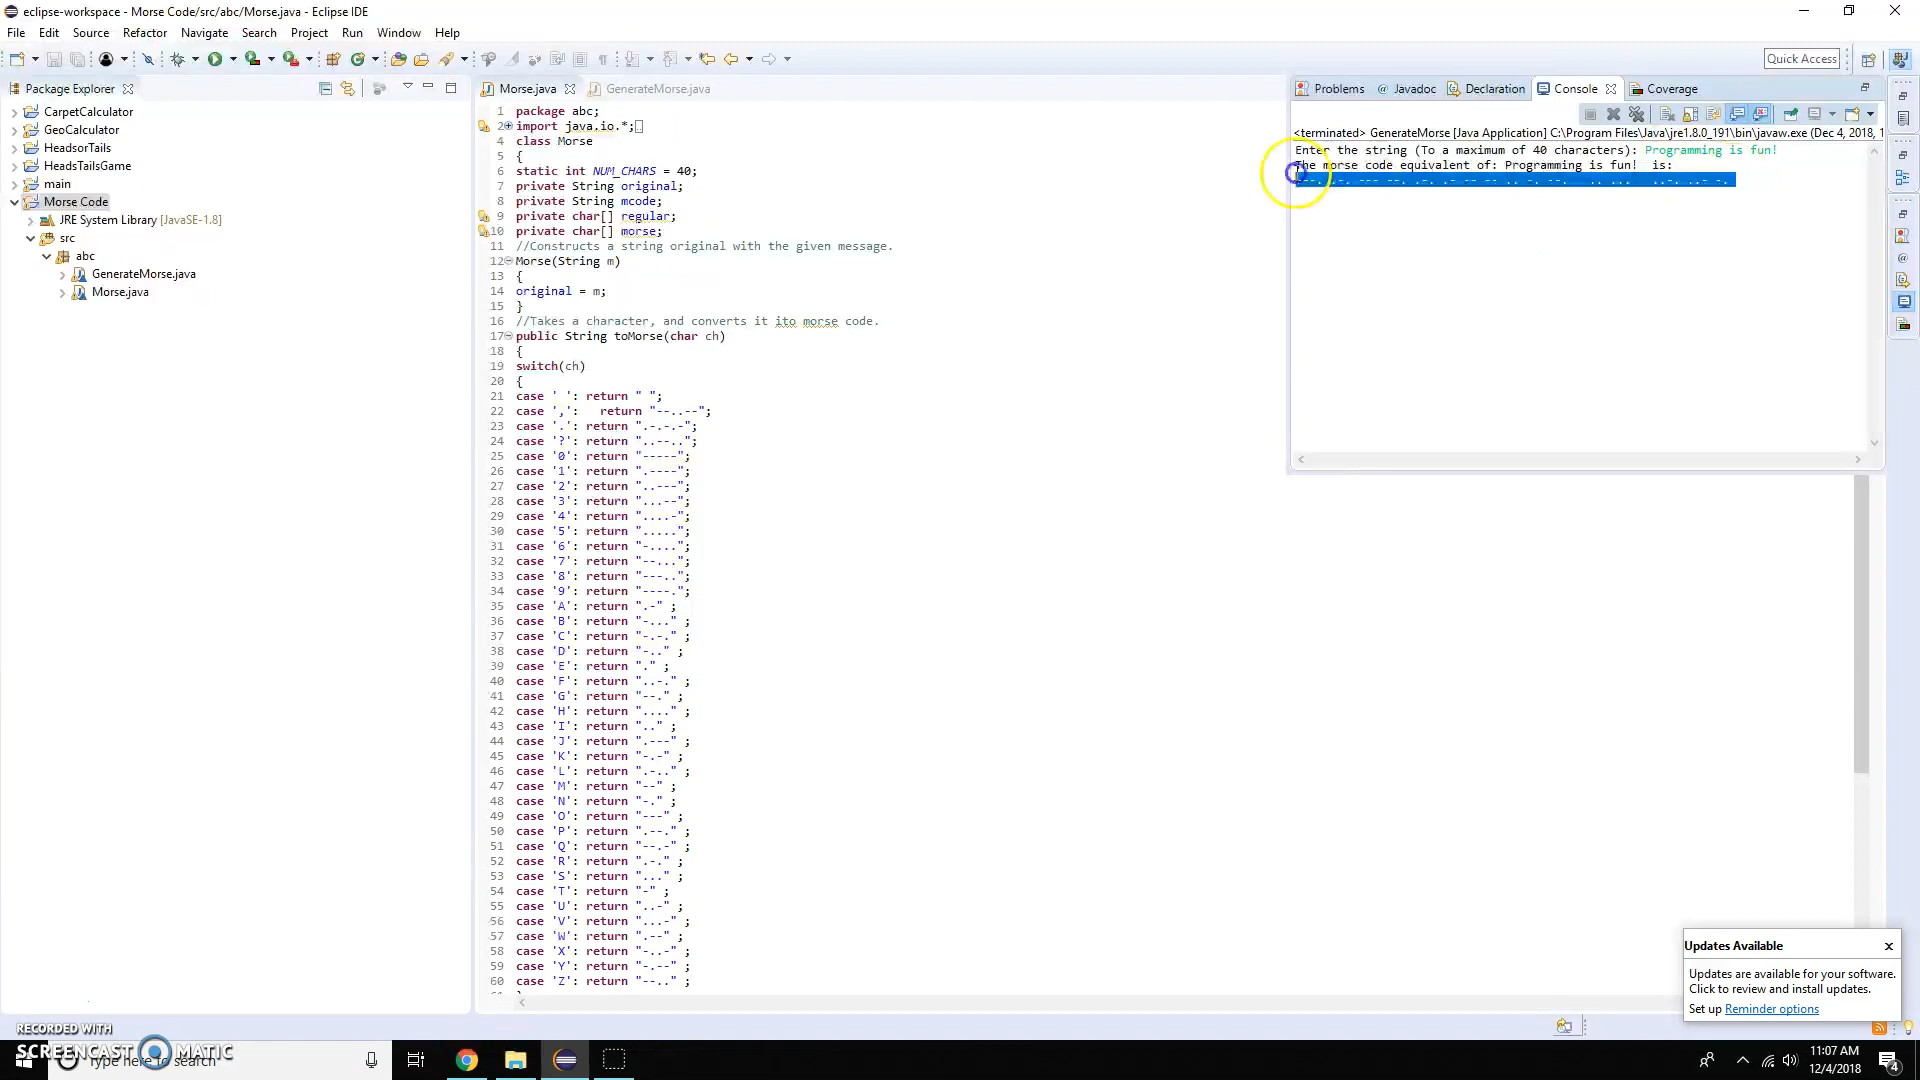 eclipse-workspace - Morse Code/src/abc/Morse.java - Eclipse IDE
File Edit Source Refactor Navigate Search Project Run Window Help
Quick Access
Package Explorer
CarpetCalculator
GeoCalculator
HeadsorTails
HeadsTailsGame
main
Morse Code
JRE System Library [JavaSE-1.8]
src
abc
GenerateMorse.java
Morse.java
Morse.java GenerateMorse.java
1 package abc;
2 import java.io.*;
4 class Morse
5 {
6 static int NUM_CHARS = 40;
7 private String original;
8 private String mcode;
9 private char[] regular;
10 private char[] morse;
11 //Constructs a string original with the given message.
12 Morse(String m)
13 {
14 original = m;
15 }
16 //Takes a character, and converts it ito morse code.
17 public String toMorse(char ch)
18 {
19 switch(ch)
20 {
21 case ' ': return " ";
22 case ',':   return "--..--";
23 case '.': return ".-.-.-";
24 case '?': return "..--..";
25 case '0': return "-----";
26 case '1': return ".----";
27 case '2': return "..---";
28 case '3': return "...--";
29 case '4': return "....-";
30 case '5': return ".....";
31 case '6': return "-....";
32 case '7': return "--...";
33 case '8': return "---..";
34 case '9': return "----.";
35 case 'A': return ".-" ;
36 case 'B': return "-..." ;
37 case 'C': return "-.-." ;
38 case 'D': return "-.." ;
39 case 'E': return "." ;
40 case 'F': return "..-." ;
41 case 'G': return "--." ;
42 case 'H': return "...." ;
43 case 'I': return ".." ;
44 case 'J': return ".---" ;
45 case 'K': return "-.-" ;
46 case 'L': return ".-.." ;
47 case 'M': return "--" ;
48 case 'N': return "-." ;
49 case 'O': return "---" ;
50 case 'P': return ".--." ;
51 case 'Q': return "--.-" ;
52 case 'R': return ".-." ;
53 case 'S': return "..." ;
54 case 'T': return "-" ;
55 case 'U': return "..-" ;
56 case 'V': return "...-" ;
57 case 'W': return ".--" ;
58 case 'X': return "-..-" ;
59 case 'Y': return "-.--" ;
60 case 'Z': return "--.." ;
Problems @ Javadoc Declaration Console Coverage
<terminated> GenerateMorse [Java Application] C:\Program Files\Java\jre1.8.0_191\bin\javaw.exe (Dec 4, 2018, 1
Enter the string (To a maximum of 40 characters): Programming is fun!
The morse code equivalent of: Programming is fun!  is:
Updates Available
Updates are available for your software.
Click to review and install updates.
Set up Reminder options
RECORDED WITH
SCREENCAST MATIC
Type here to search
11:07 AM
12/4/2018
4